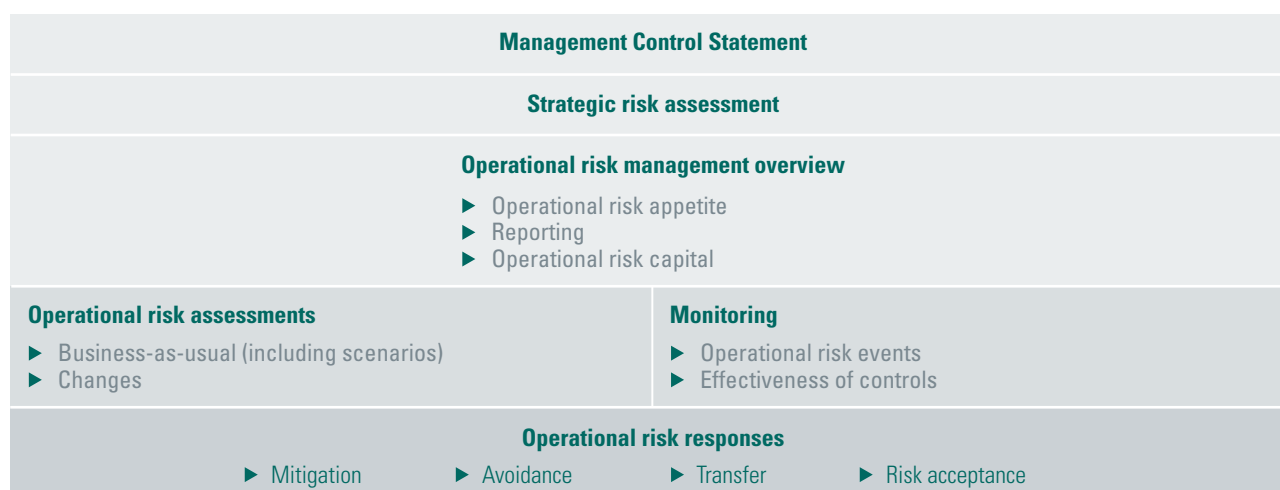 Management Control Statement
Strategic risk assessment
Operational risk management overview
► Operational risk appetite
► Reporting
► Operational risk capital
Operational risk assessments
► Business-as-usual (including scenarios)
► Changes
Monitoring
► Operational risk events
► Effectiveness of controls
Operational risk responses
► Mitigation ► Avoidance ► Transfer ► Risk acceptance